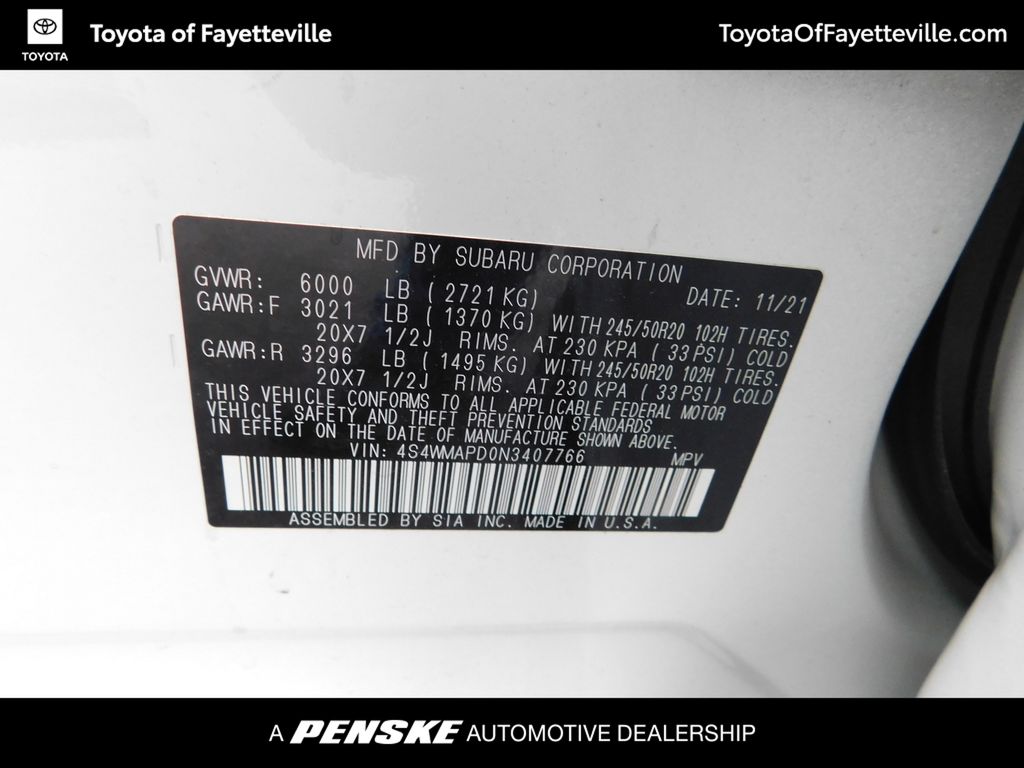 TOYOTA
Toyota of Fayetteville
ToyotaOfFayetteville.com
MFD BY SUBARU CORPORATION
GVWR: 6000 LB ( 2721 KG) DATE: 11/21
GAWR:F 3021 LB ( 1370 KG) WITH 245/50R20 102H TIRES.
20X7 1/2J RIMS. AT 230 KPA ( 33 PSI) COLD
GAWR:R 3296 LB ( 1495 KG) WITH 245/50R20 102H TIRES.
20X7 1/2J RIMS. AT 230 KPA ( 33 PSI) COLD
THIS VEHICLE CONFORMS TO ALL APPLICABLE FEDERAL MOTOR
VEHICLE SAFETY AND THEFT PREVENTION STANDARDS
IN EFFECT ON THE DATE OF MANUFACTURE SHOWN ABOVE.
VIN: 4S4WMAPD0N3407766 MPV
ASSEMBLED BY SIA INC. MADE IN U.S.A.
A PENSKE AUTOMOTIVE DEALERSHIP